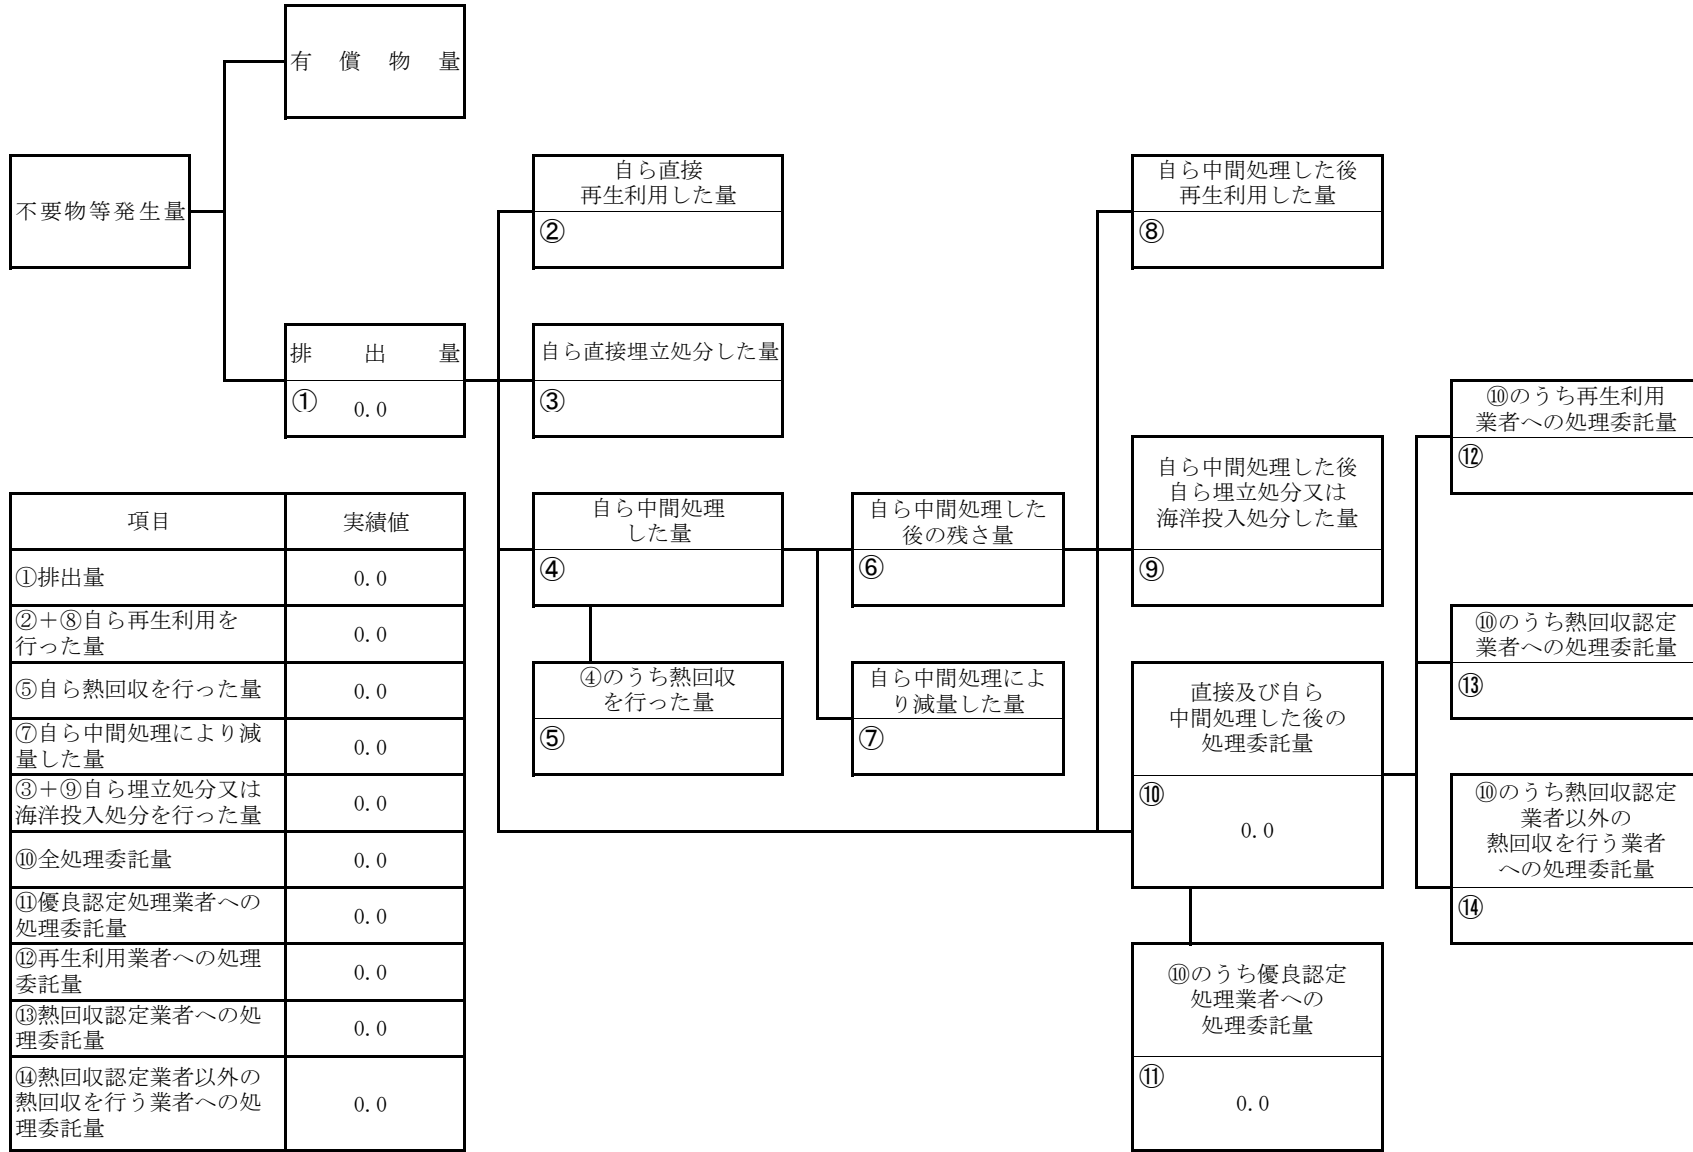 有償物量
不要物等発生量
自ら直接
再生利用した量
②
自ら中間処理した後
再生利用した量
⑧
排出量
① 0.0
自ら直接埋立処分した量
③
⑩のうち再生利用
業者への処理委託量
⑫
自ら中間処理した後
自ら埋立処分又は
海洋投入処分した量
⑨
自ら中間処理
した量
④
自ら中間処理した
後の残さ量
⑥
⑩のうち熱回収認定
業者への処理委託量
⑬
④のうち熱回収
を行った量
⑤
自ら中間処理によ
り減量した量
⑦
直接及び自ら
中間処理した後の
処理委託量
⑩
0.0
⑩のうち熱回収認定
業者以外の
熱回収を行う業者
への処理委託量
⑭
⑩のうち優良認定
処理業者への
処理委託量
⑪
0.0
項目 実績値
①排出量 0.0
②+⑧自ら再生利用を
行った量 0.0
⑤自ら熱回収を行った量 0.0
⑦自ら中間処理により減
量した量 0.0
③+⑨自ら埋立処分又は
海洋投入処分を行った量 0.0
⑩全処理委託量 0.0
⑪優良認定処理業者への
処理委託量 0.0
⑫再生利用業者への処理
委託量 0.0
⑬熱回収認定業者への処
理委託量 0.0
⑭熱回収認定業者以外の
熱回収を行う業者への処 0.0
理委託量